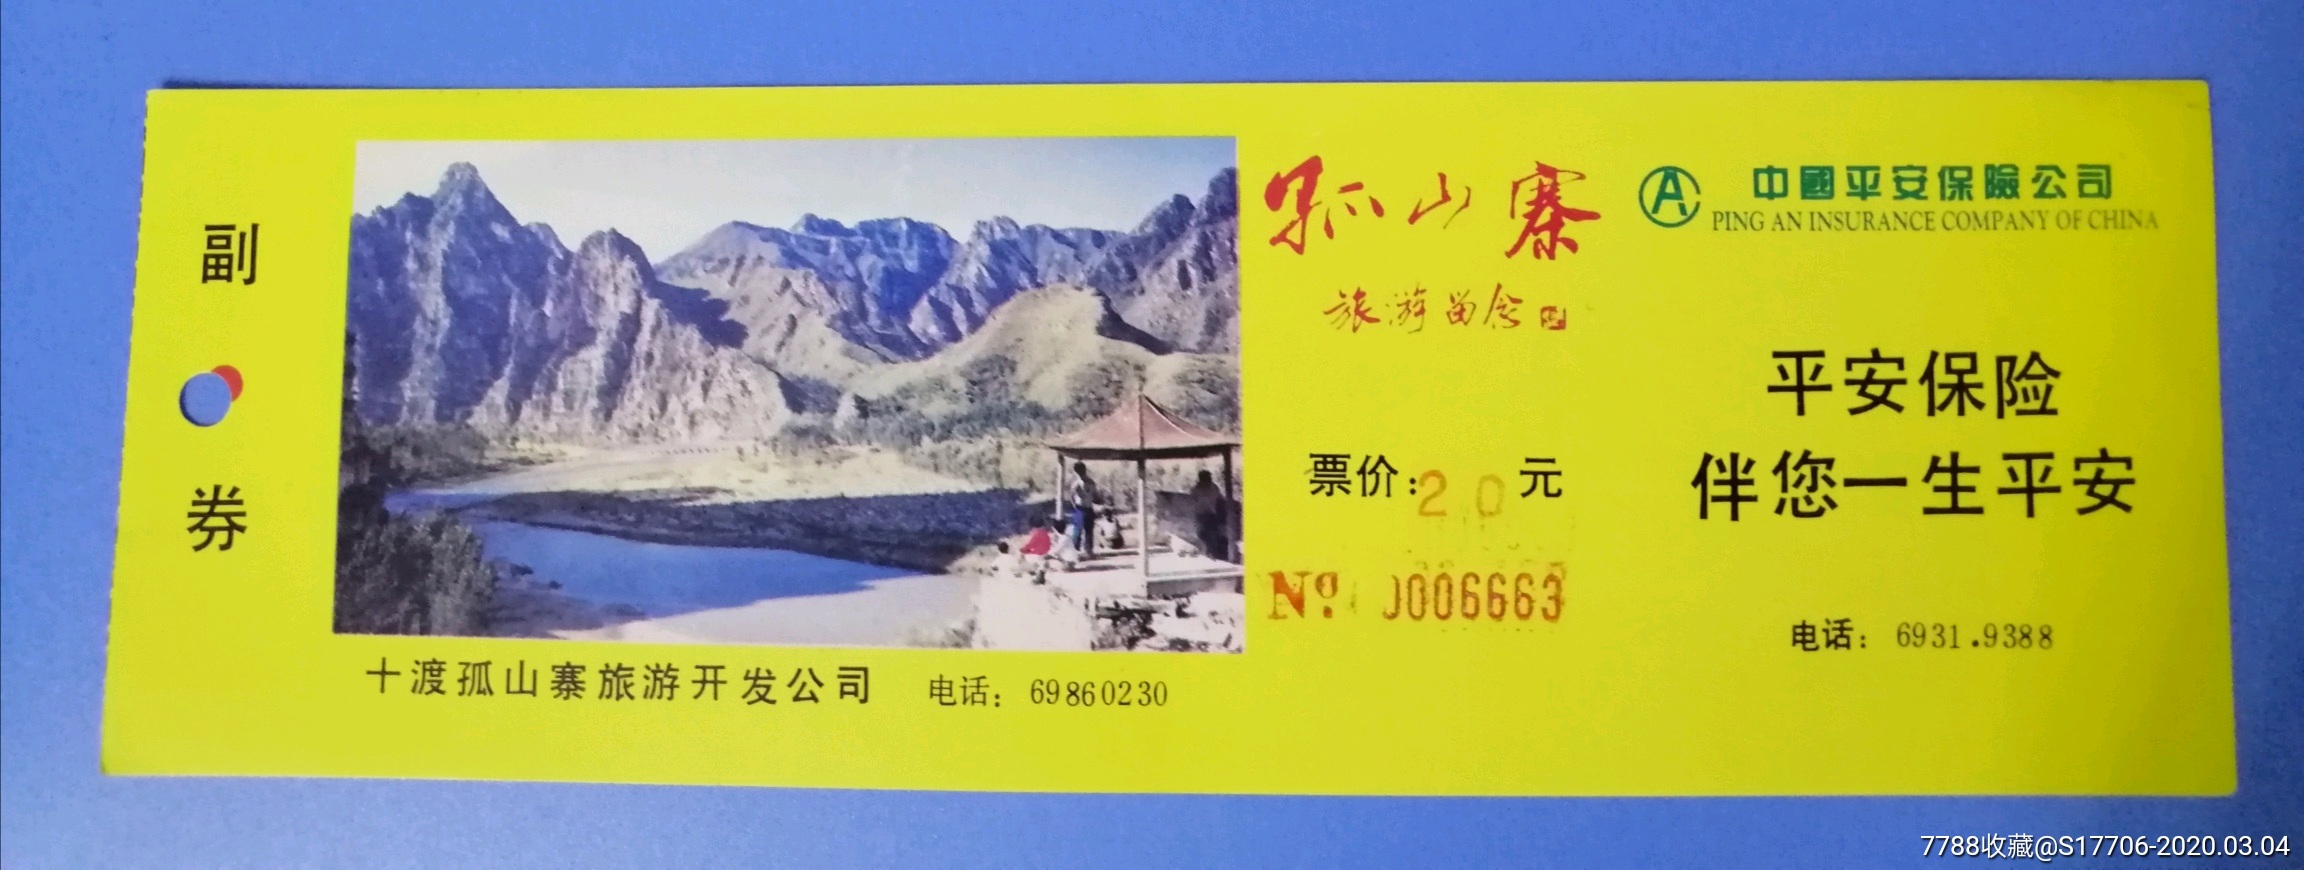 副
券
孤山寨
旅游留念
中國平安保險公司
PING AN INSURANCE COMPANY OF CHINA
平安保险
伴您一生平安
票价:20元
No 0006663
电话: 6931.9388
十渡孤山寨旅游开发公司 电话: 69860230
7788收藏@S17706-2020.03.04